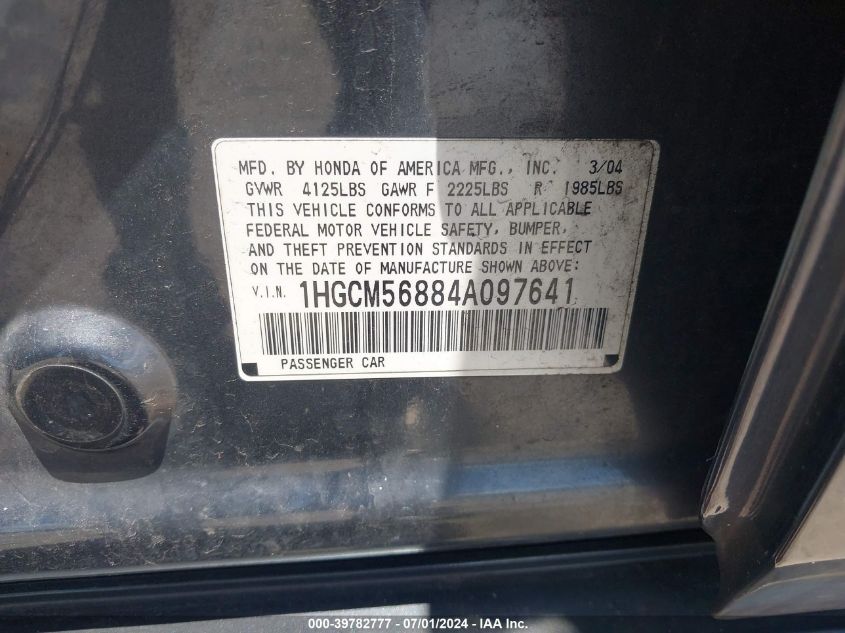 MFD. BY HONDA OF AMERICA MFG., INC. 3/04
GVWR 4125LBS GAWR F 2225LBS R 1985LBS
THIS VEHICLE CONFORMS TO ALL APPLICABLE
FEDERAL MOTOR VEHICLE SAFETY, BUMPER,
AND THEFT PREVENTION STANDARDS IN EFFECT
ON THE DATE OF MANUFACTURE SHOWN ABOVE:
V.I.N. 1HGCM56884A097641
PASSENGER CAR
000-39782777 - 07/01/2024 - IAA Inc.